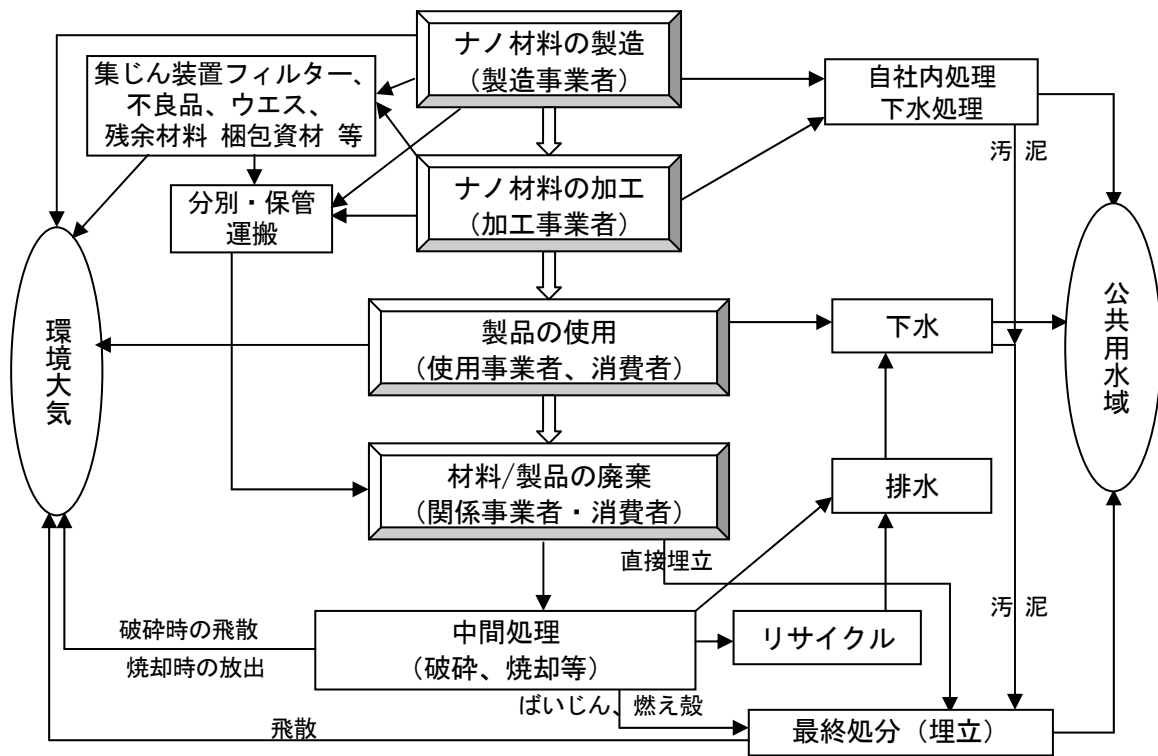 ナノ材料の製造
（製造事業者）
集じん装置フィルター、
不良品、ウエス、
残余材料 梱包資材 等
自社内処理
下水処理
汚 泥
分別・保管
運搬
ナノ材料の加工
（加工事業者）
環境大気
製品の使用
（使用事業者、消費者）
下水
公共用水域
材料/製品の廃棄
（関係事業者・消費者）
排水
直接埋立
汚 泥
破砕時の飛散
焼却時の放出
中間処理
（破砕、焼却等）
リサイクル
ばいじん、燃え殻
飛散
最終処分（埋立）